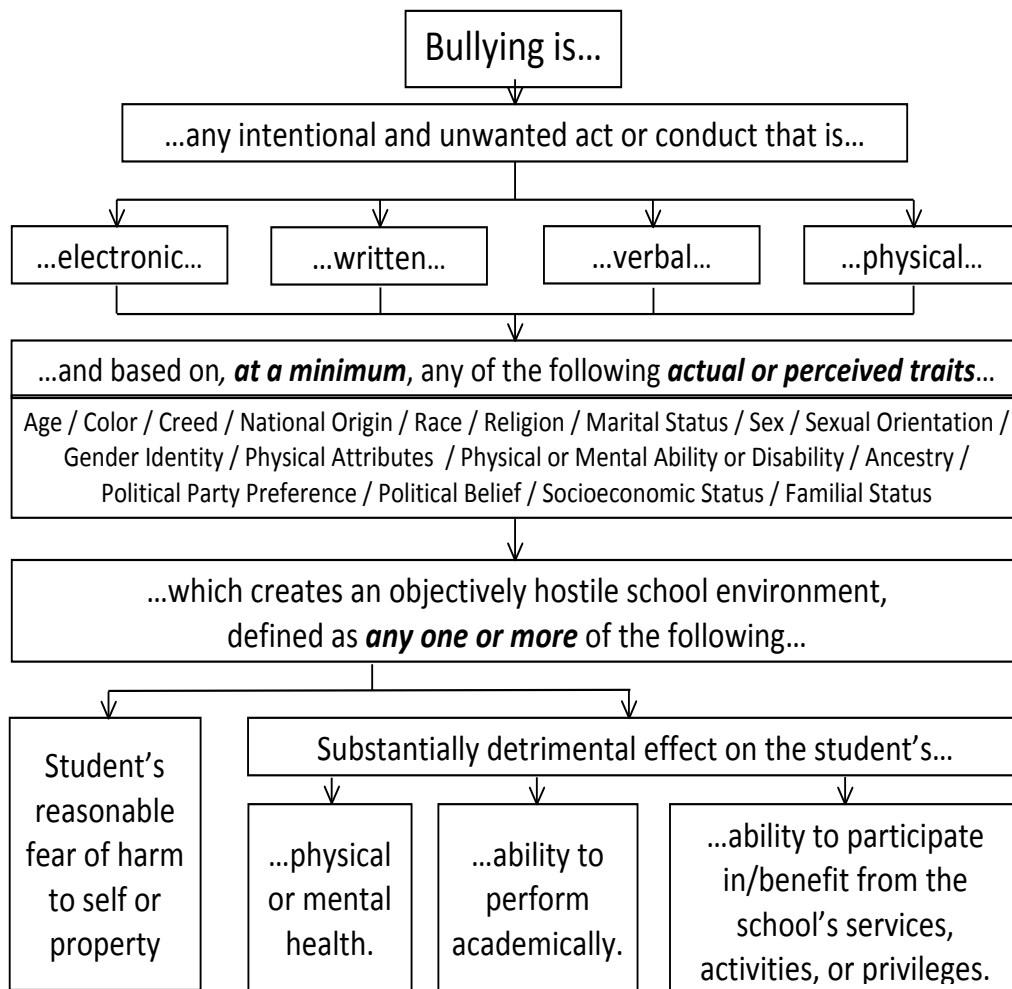 Bullying is…
…any intentional and unwanted act or conduct that is…
…electronic…
…written…
…verbal…
…physical…
…and based on, at a minimum, any of the following actual or perceived traits…
Age / Color / Creed / National Origin / Race / Religion / Marital Status / Sex / Sexual Orientation /
Gender Identity / Physical Attributes / Physical or Mental Ability or Disability / Ancestry /
Political Party Preference / Political Belief / Socioeconomic Status / Familial Status
…which creates an objectively hostile school environment,
defined as any one or more of the following…
Student’s
reasonable
fear of harm
to self or
property
Substantially detrimental effect on the student’s…
…physical
or mental
health.
…ability to
perform
academically.
…ability to participate
in/benefit from the
school’s services,
activities, or privileges.